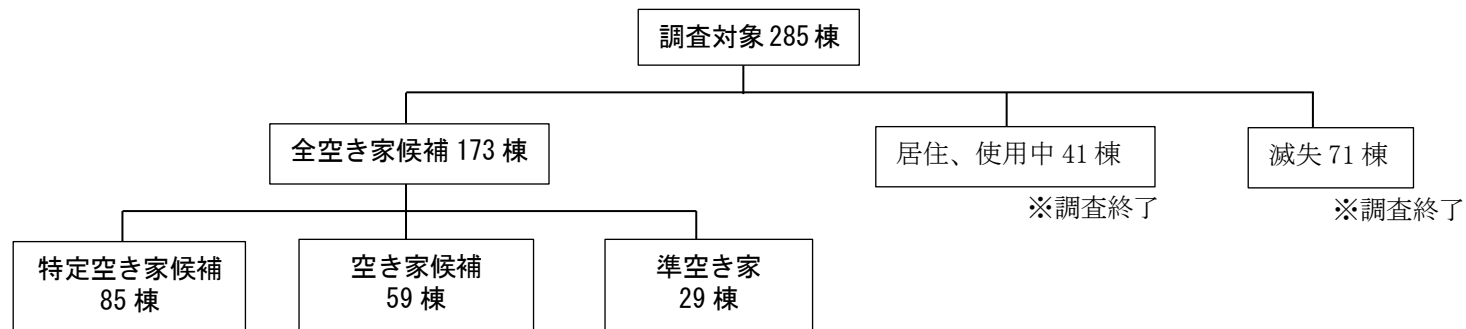 調査対象 285 棟
全空き家候補 173 棟
居住、使用中 41 棟
滅失 71 棟
※調査終了
※調査終了
特定空き家候補
85 棟
空き家候補
59 棟
準空き家
29 棟